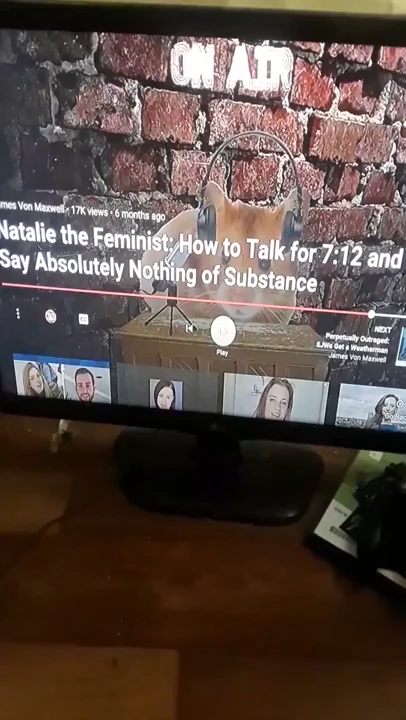 ON AIR
mes Von Maxwell • 17K views • 6 months ago
Natalie the Feminist: How to Talk for 7:12 and
Say Absolutely Nothing of Substance
NEXT
Perpetually Outraged:
SJWs Get a Weatherman
James Von Maxwell
Play